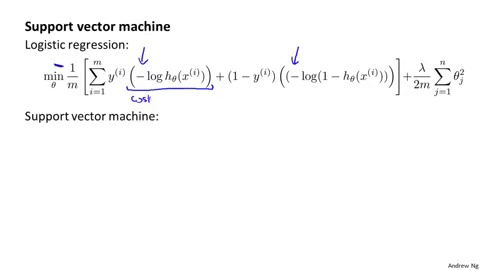 Support vector machine
Logistic regression:
$\min_{\theta} \frac{1}{m} \left[ \sum_{i=1}^{m} y^{(i)} \left( -\log h_\theta(x^{(i)}) \right) + (1 - y^{(i)}) \left( (-\log(1 - h_\theta(x^{(i)}))) \right) \right] + \frac{\lambda}{2m} \sum_{j=1}^{n} \theta_j^2$
cost
Support vector machine:
Andrew Ng